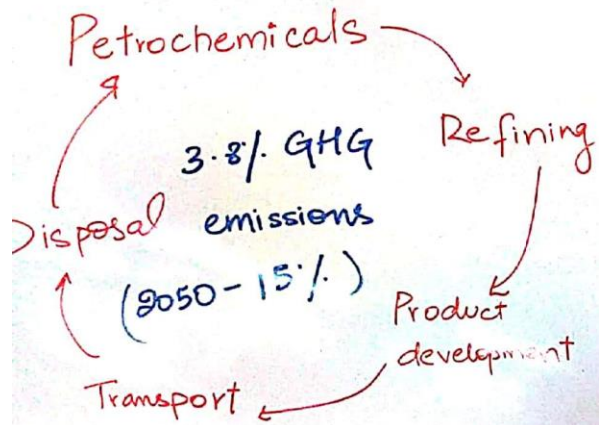 Petrochemicals
Refining
3.8% GHG
emissions
(2050-15%)
Disposal
Product
development
Transport